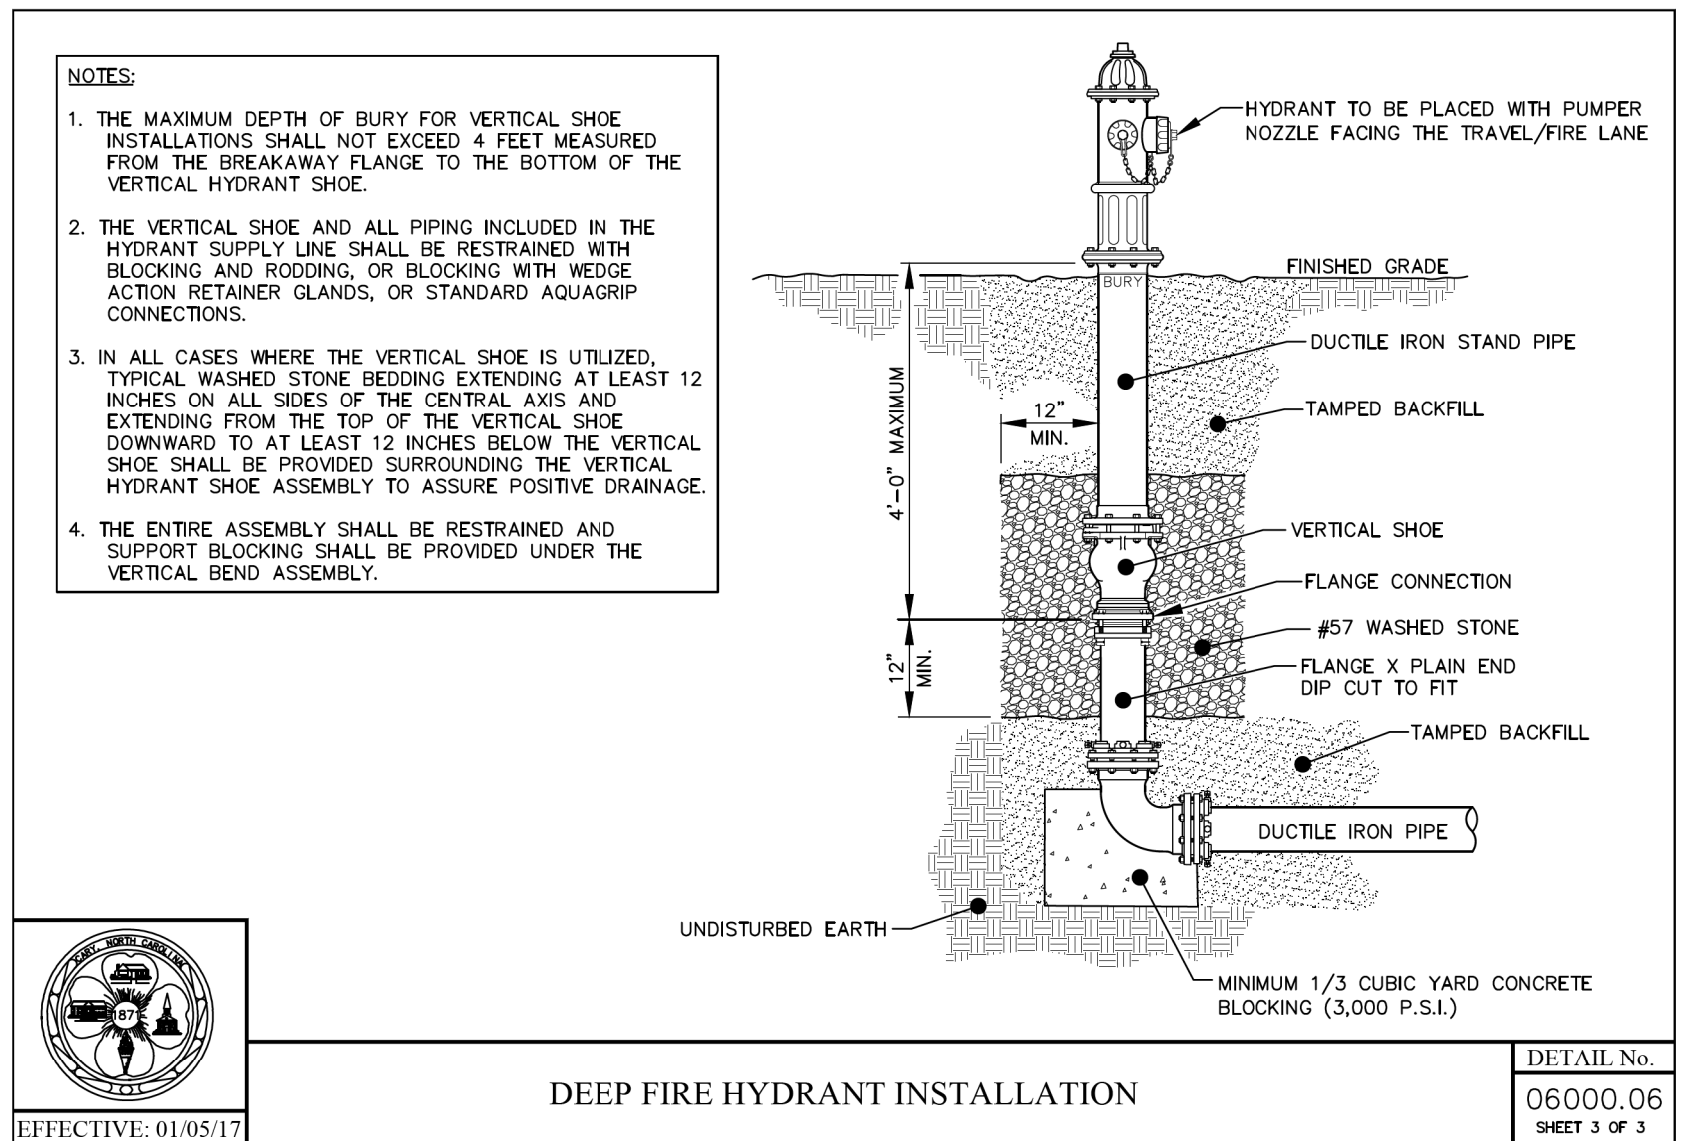 NOTES:
1. THE MAXIMUM DEPTH OF BURY FOR VERTICAL SHOE
INSTALLATIONS SHALL NOT EXCEED 4 FEET MEASURED
FROM THE BREAKAWAY FLANGE TO THE BOTTOM OF THE
VERTICAL HYDRANT SHOE.
2. THE VERTICAL SHOE AND ALL PIPING INCLUDED IN THE
HYDRANT SUPPLY LINE SHALL BE RESTRAINED WITH
BLOCKING AND RODDING, OR BLOCKING WITH WEDGE
ACTION RETAINER GLANDS, OR STANDARD AQUAGRIP
CONNECTIONS.
3. IN ALL CASES WHERE THE VERTICAL SHOE IS UTILIZED,
TYPICAL WASHED STONE BEDDING EXTENDING AT LEAST 12
INCHES ON ALL SIDES OF THE CENTRAL AXIS AND
EXTENDING FROM THE TOP OF THE VERTICAL SHOE
DOWNWARD TO AT LEAST 12 INCHES BELOW THE VERTICAL
SHOE SHALL BE PROVIDED SURROUNDING THE VERTICAL
HYDRANT SHOE ASSEMBLY TO ASSURE POSITIVE DRAINAGE.
4. THE ENTIRE ASSEMBLY SHALL BE RESTRAINED AND
SUPPORT BLOCKING SHALL BE PROVIDED UNDER THE
VERTICAL BEND ASSEMBLY.
HYDRANT TO BE PLACED WITH PUMPER
NOZZLE FACING THE TRAVEL/FIRE LANE
FINISHED GRADE
BURY
DUCTILE IRON STAND PIPE
TAMPED BACKFILL
12"
MIN.
4'-0" MAXIMUM
VERTICAL SHOE
FLANGE CONNECTION
#57 WASHED STONE
12"
MIN.
FLANGE X PLAIN END
DIP CUT TO FIT
TAMPED BACKFILL
DUCTILE IRON PIPE
UNDISTURBED EARTH
MINIMUM 1/3 CUBIC YARD CONCRETE
BLOCKING (3,000 P.S.I.)
CARY, NORTH CAROLINA
1871
EFFECTIVE: 01/05/17
DEEP FIRE HYDRANT INSTALLATION
DETAIL No.
06000.06
SHEET 3 OF 3